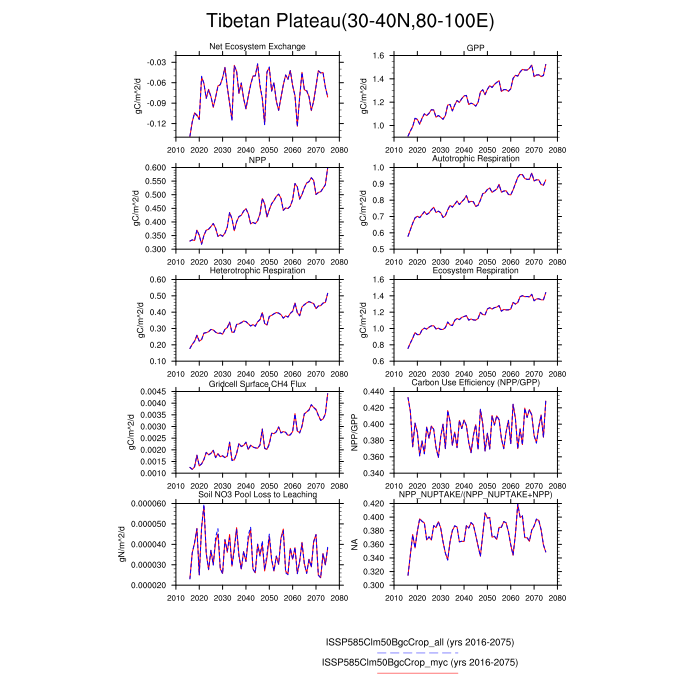 Tibetan Plateau(30-40N,80-100E)
Net Ecosystem Exchange
gC/m^2/d
-0.03
-0.06
-0.09
-0.12
2010 2020 2030 2040 2050 2060 2070 2080
GPP
gC/m^2/d
1.6
1.4
1.2
1.0
2010 2020 2030 2040 2050 2060 2070 2080
NPP
gC/m^2/d
0.600
0.550
0.500
0.450
0.400
0.350
0.300
2010 2020 2030 2040 2050 2060 2070 2080
Autotrophic Respiration
gC/m^2/d
1.0
0.9
0.8
0.7
0.6
0.5
2010 2020 2030 2040 2050 2060 2070 2080
Heterotrophic Respiration
gC/m^2/d
0.60
0.50
0.40
0.30
0.20
0.10
2010 2020 2030 2040 2050 2060 2070 2080
Ecosystem Respiration
gC/m^2/d
1.6
1.4
1.2
1.0
0.8
0.6
2010 2020 2030 2040 2050 2060 2070 2080
Gridcell Surface CH4 Flux
gC/m^2/d
0.0045
0.0040
0.0035
0.0030
0.0025
0.0020
0.0015
0.0010
2010 2020 2030 2040 2050 2060 2070 2080
Carbon Use Efficiency (NPP/GPP)
NPP/GPP
0.440
0.420
0.400
0.380
0.360
0.340
2010 2020 2030 2040 2050 2060 2070 2080
Soil NO3 Pool Loss to Leaching
gN/m^2/d
0.000060
0.000050
0.000040
0.000030
0.000020
2010 2020 2030 2040 2050 2060 2070 2080
NPP_NUPTAKE/(NPP_NUPTAKE+NPP)
NA
0.420
0.400
0.380
0.360
0.340
0.320
0.300
2010 2020 2030 2040 2050 2060 2070 2080
ISSP585Clm50BgcCrop_all (yrs 2016-2075)
ISSP585Clm50BgcCrop_myc (yrs 2016-2075)